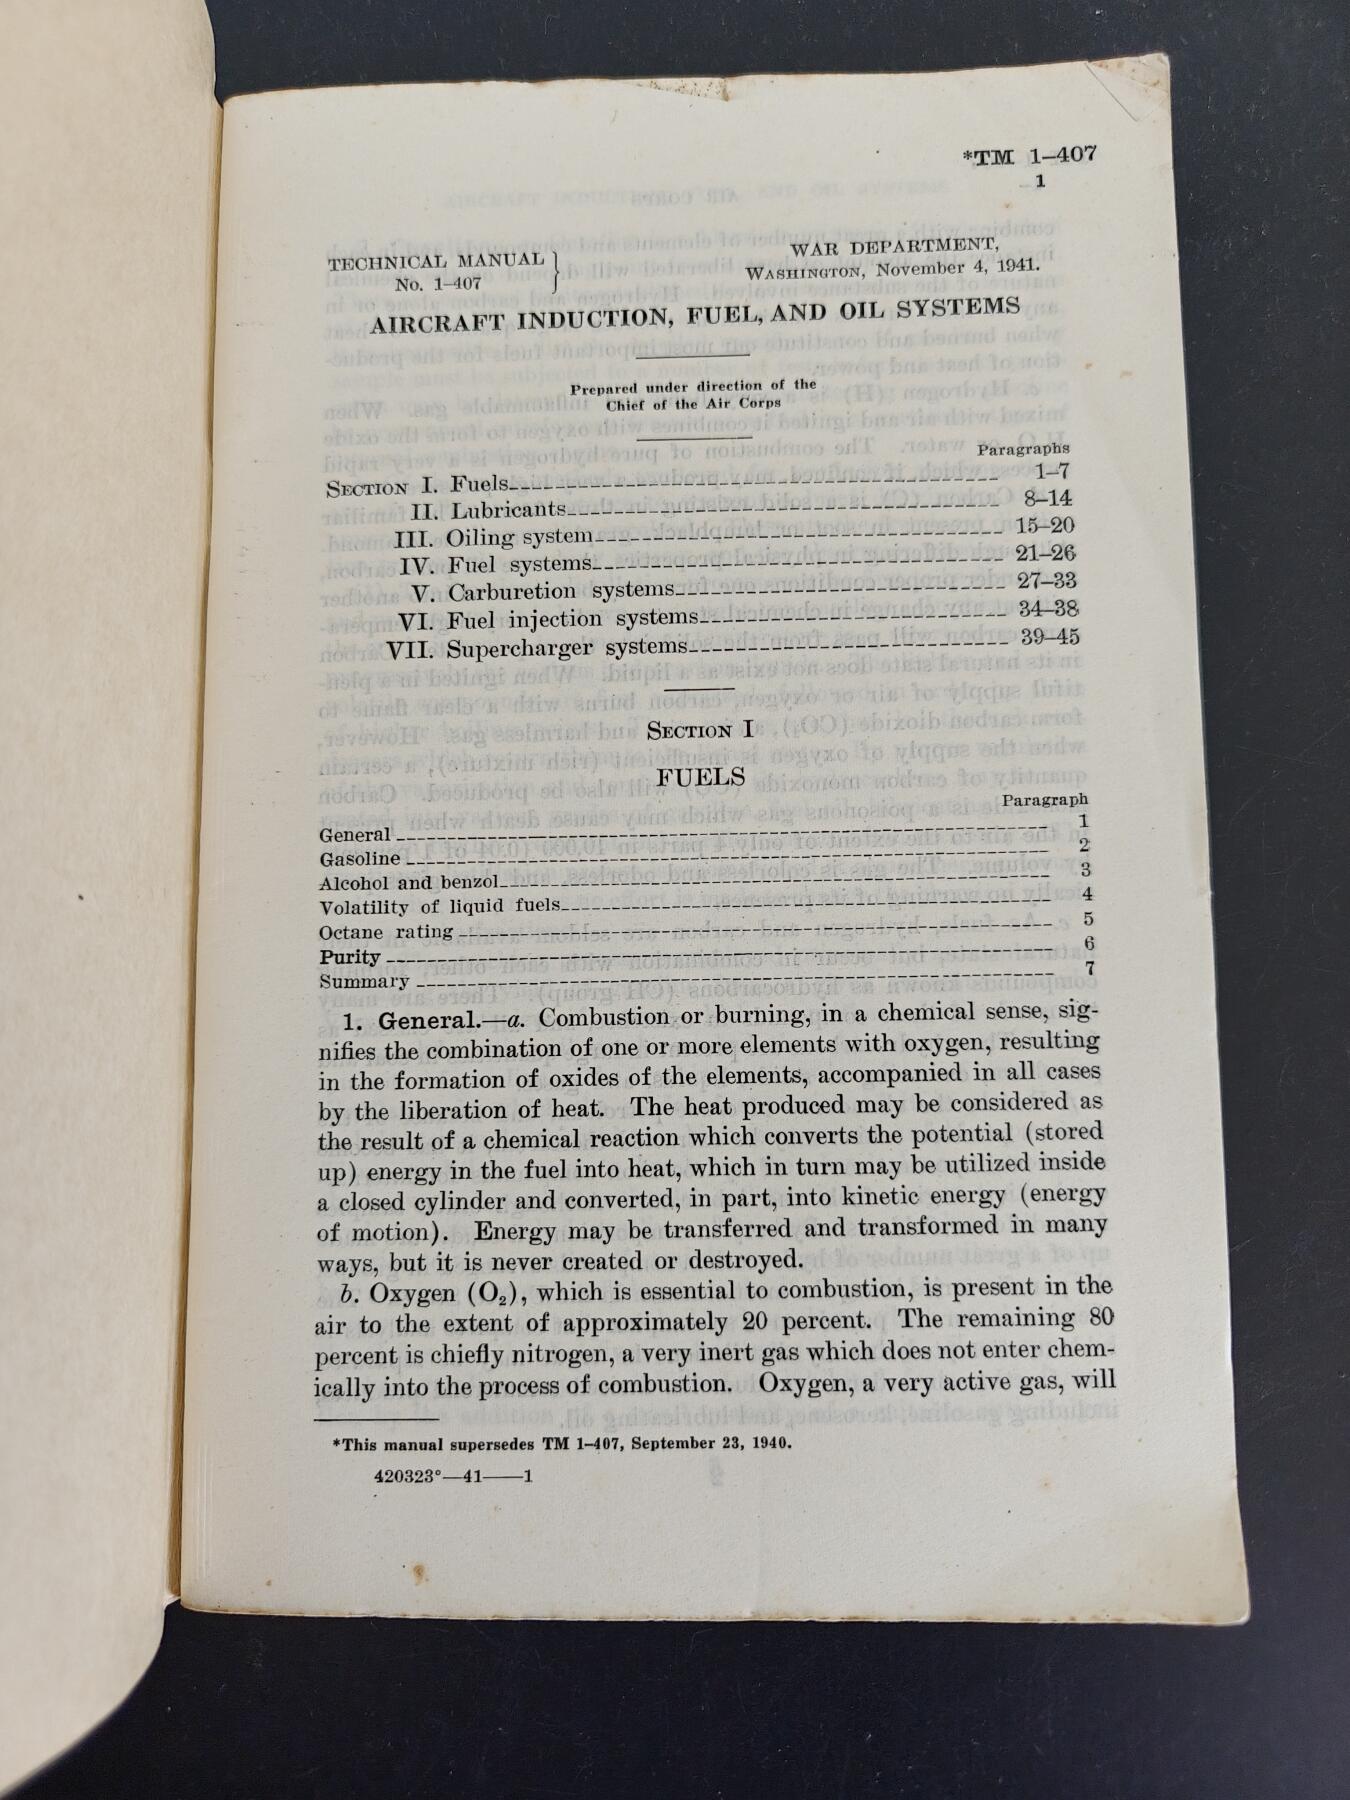 *TM 1–407
1
TECHNICAL MANUAL
No. 1–407
WAR DEPARTMENT,
WASHINGTON, November 4, 1941.
AIRCRAFT INDUCTION, FUEL, AND OIL SYSTEMS
Prepared under direction of the
Chief of the Air Corps
Paragraphs
SECTION I. Fuels 1–7
II. Lubricants 8–14
III. Oiling system 15–20
IV. Fuel systems 21–26
V. Carburetion systems 27–33
VI. Fuel injection systems 34–38
VII. Supercharger systems 39–45
SECTION I
FUELS
Paragraph
General 1
Gasoline 2
Alcohol and benzol 3
Volatility of liquid fuels 4
Octane rating 5
Purity 6
Summary 7
1. General.—a. Combustion or burning, in a chemical sense, sig-
nifies the combination of one or more elements with oxygen, resulting
in the formation of oxides of the elements, accompanied in all cases
by the liberation of heat. The heat produced may be considered as
the result of a chemical reaction which converts the potential (stored
up) energy in the fuel into heat, which in turn may be utilized inside
a closed cylinder and converted, in part, into kinetic energy (energy
of motion). Energy may be transferred and transformed in many
ways, but it is never created or destroyed.
b. Oxygen (O₂), which is essential to combustion, is present in the
air to the extent of approximately 20 percent. The remaining 80
percent is chiefly nitrogen, a very inert gas which does not enter chem-
ically into the process of combustion. Oxygen, a very active gas, will
*This manual supersedes TM 1–407, September 23, 1940.
420323°—41——1